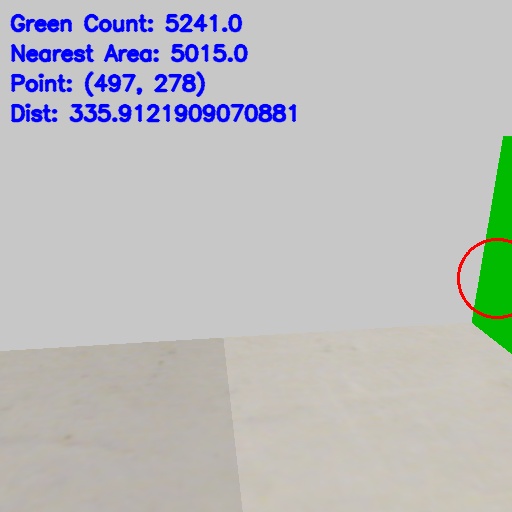 Green Count: 5241.0
Nearest Area: 5015.0
Point: (497, 278)
Dist: 335.9121909070881